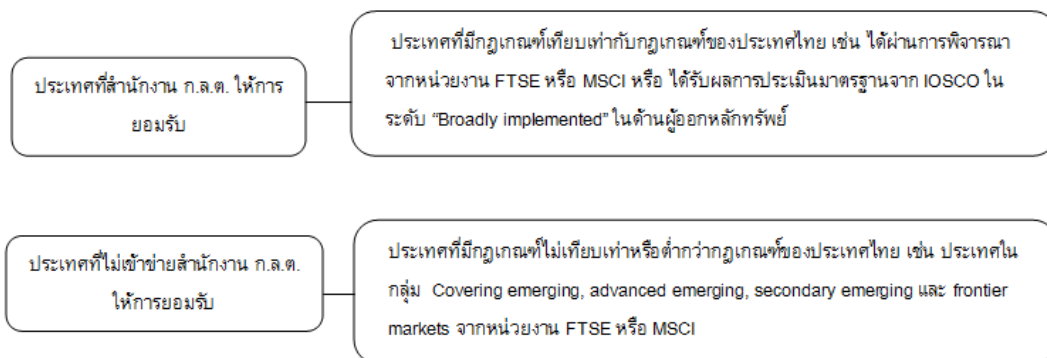 ประเทศที่สำนักงาน ก.ล.ต. ให้การ
ยอมรับ
ประเทศที่มีกฎเกณฑ์เทียบเท่ากับกฎเกณฑ์ของประเทศไทย เช่น ได้ผ่านการพิจารณา
จากหน่วยงาน FTSE หรือ MSCI หรือ ได้รับผลการประเมินมาตรฐานจาก IOSCO ใน
ระดับ “Broadly implemented” ในด้านผู้ออกหลักทรัพย์
ประเทศที่ไม่เข้าข่ายสำนักงาน ก.ล.ต.
ให้การยอมรับ
ประเทศที่มีกฎเกณฑ์ไม่เทียบเท่าหรือต่ำกว่ากฎเกณฑ์ของประเทศไทย เช่น ประเทศใน
กลุ่ม Covering emerging, advanced emerging, secondary emerging และ frontier
markets จากหน่วยงาน FTSE หรือ MSCI